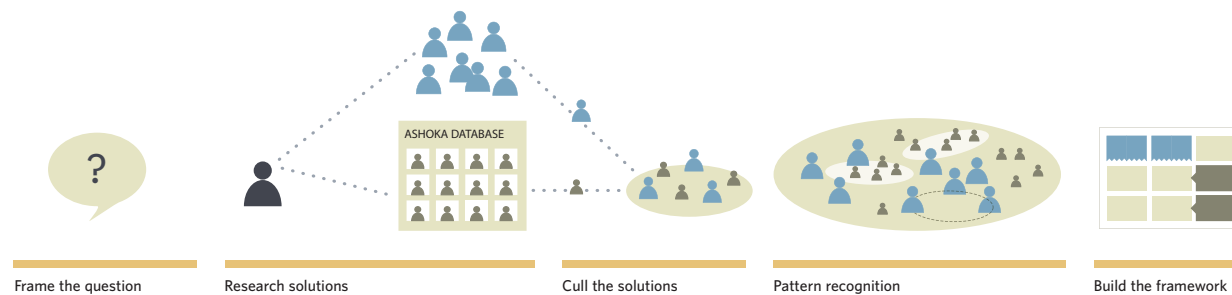 ?
ASHOKA DATABASE
Frame the question
Research solutions
Cull the solutions
Pattern recognition
Build the framework